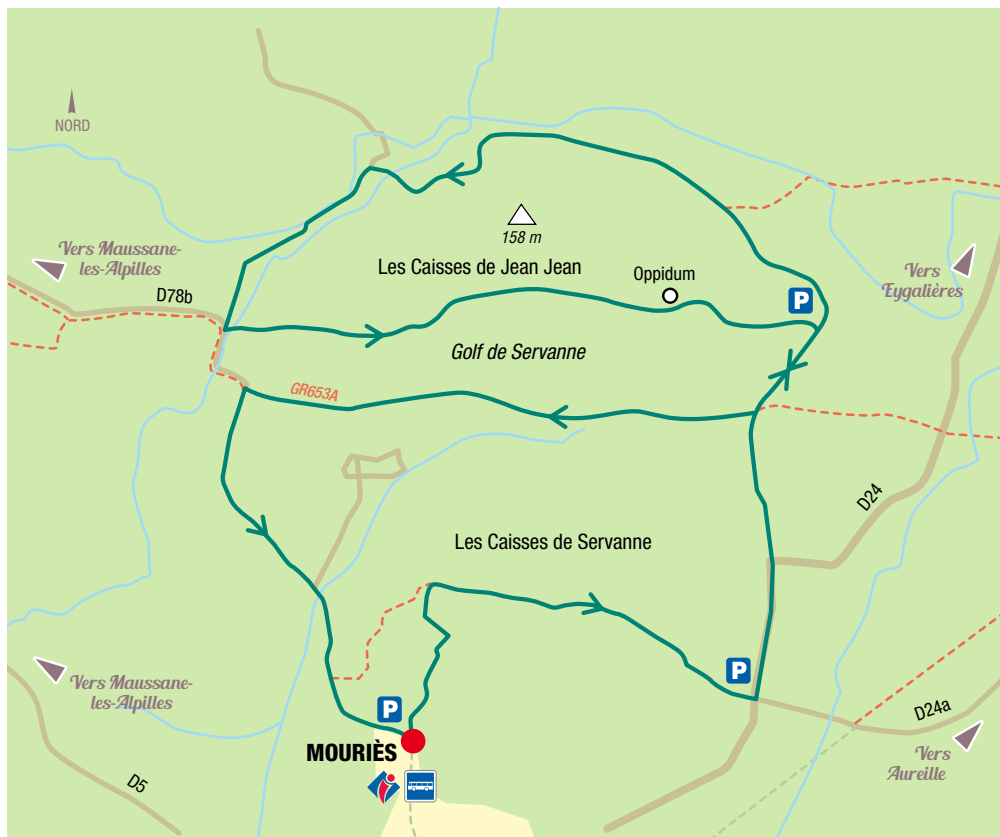 NORD
158 m
Vers Maussane-
les-Alpilles
Les Caisses de Jean Jean
Oppidum
P
Vers
Eygalières
D78b
Golf de Servanne
GR653A
D24
Les Caisses de Servanne
Vers Maussane-
les-Alpilles
P
P
D24a
MOURIÈS
Vers
Aureille
D5